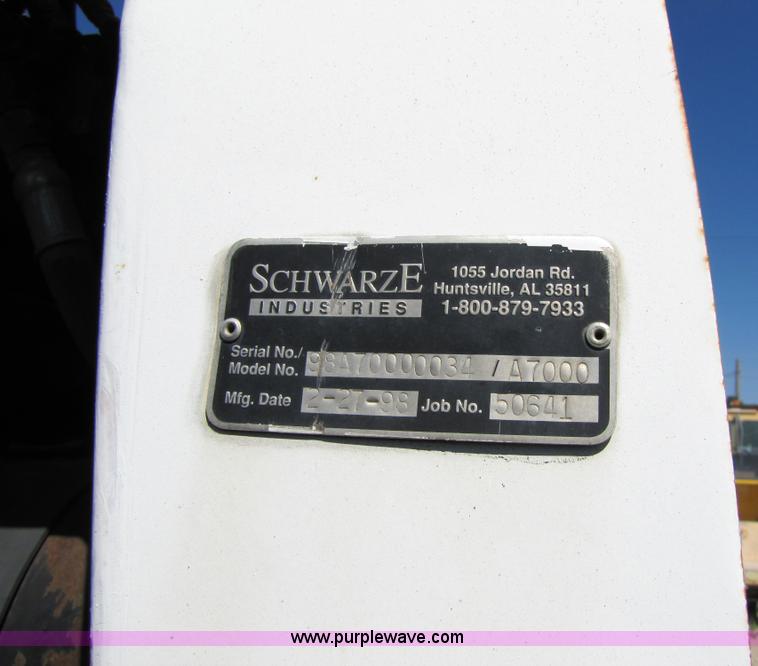 SCHWARZE
INDUSTRIES
1055 Jordan Rd.
Huntsville, AL 35811
1-800-879-7933
Serial No./
Model No. 98A70000034 / A7000
Mfg. Date 2-27-98 Job No. 50641
www.purplewave.com